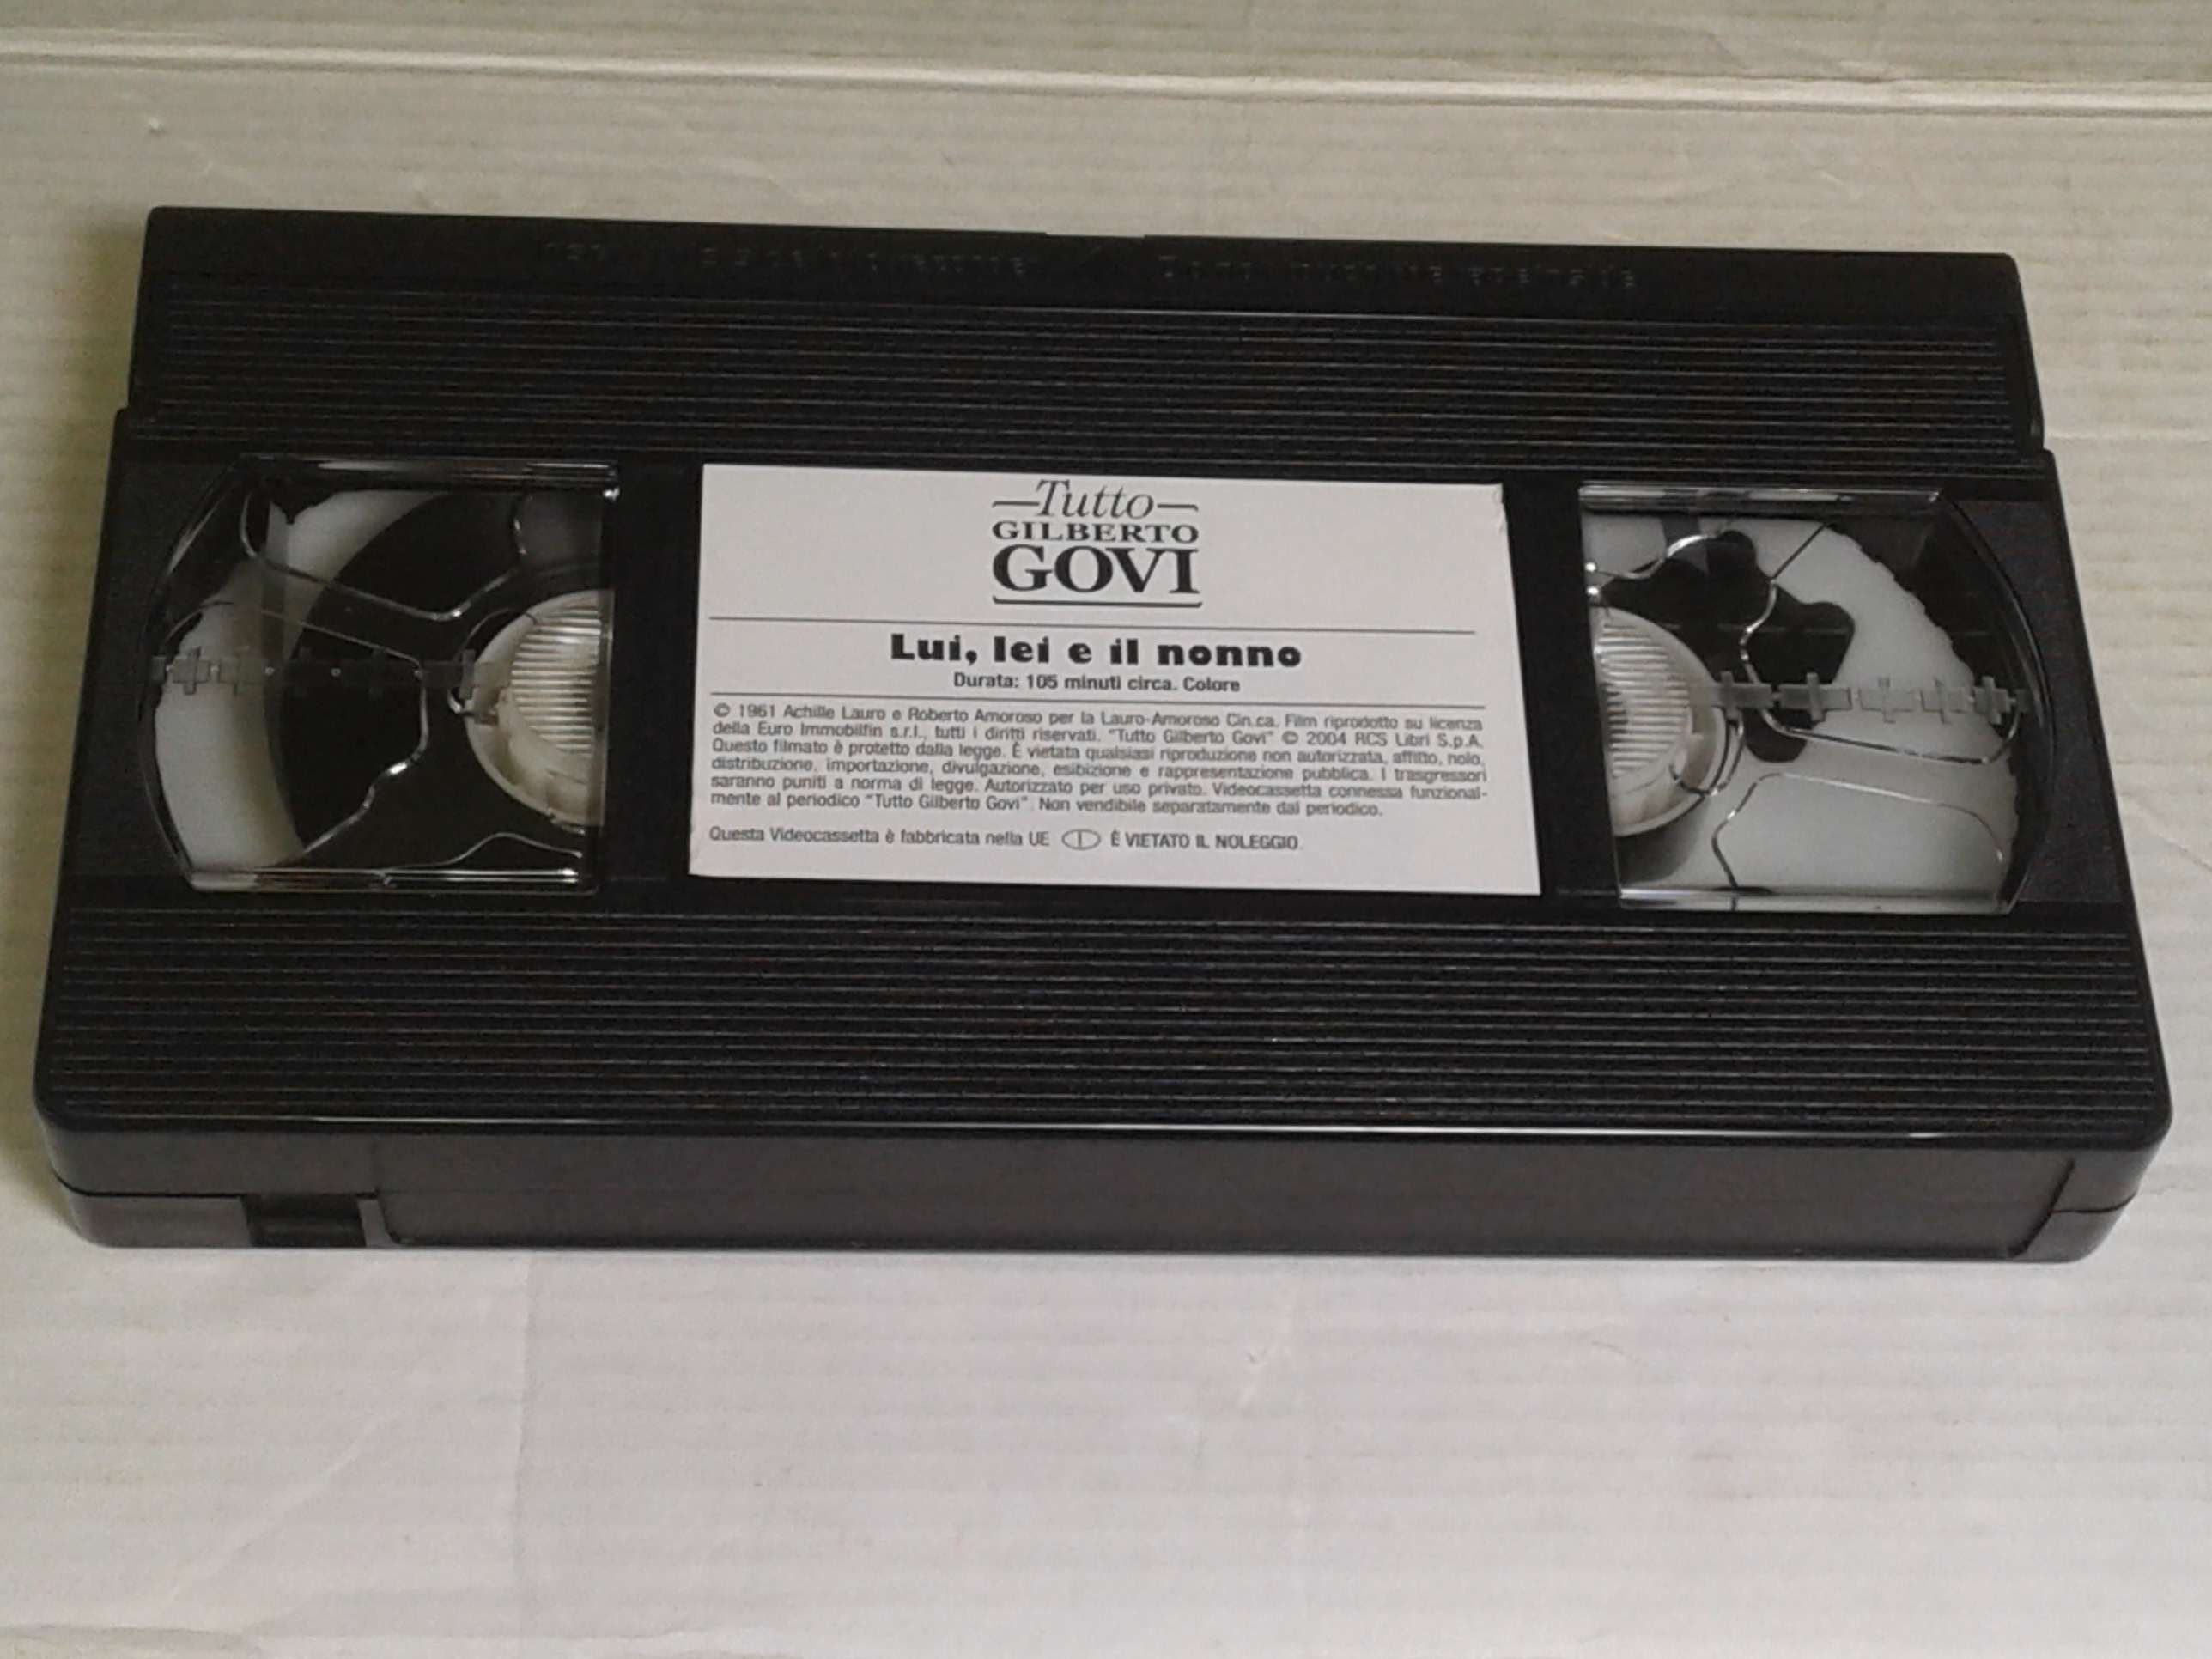 Tutto
GILBERTO
GOVI
Lui, lei e il nonno
Durata: 105 minuti circa. Colore
© 1961 Achille Lauro e Roberto Amoroso per la Lauro-Amoroso Cin.ca. Film riprodotto su licenza
della Euro Immobilfin s.r.l., tutti i diritti riservati. "Tutto Gilberto Govi" © 2004 RCS Libri S.p.A.
Questo filmato è protetto dalla legge. È vietata qualsiasi riproduzione non autorizzata, affitto, nolo,
distribuzione, importazione, divulgazione, esibizione e rappresentazione pubblica. I trasgressori
saranno puniti a norma di legge. Autorizzato per uso privato. Videocassetta connessa funzional-
mente al periodico "Tutto Gilberto Govi". Non vendibile separatamente dal periodico.
Questa Videocassetta è fabbricata nella UE I È VIETATO IL NOLEGGIO